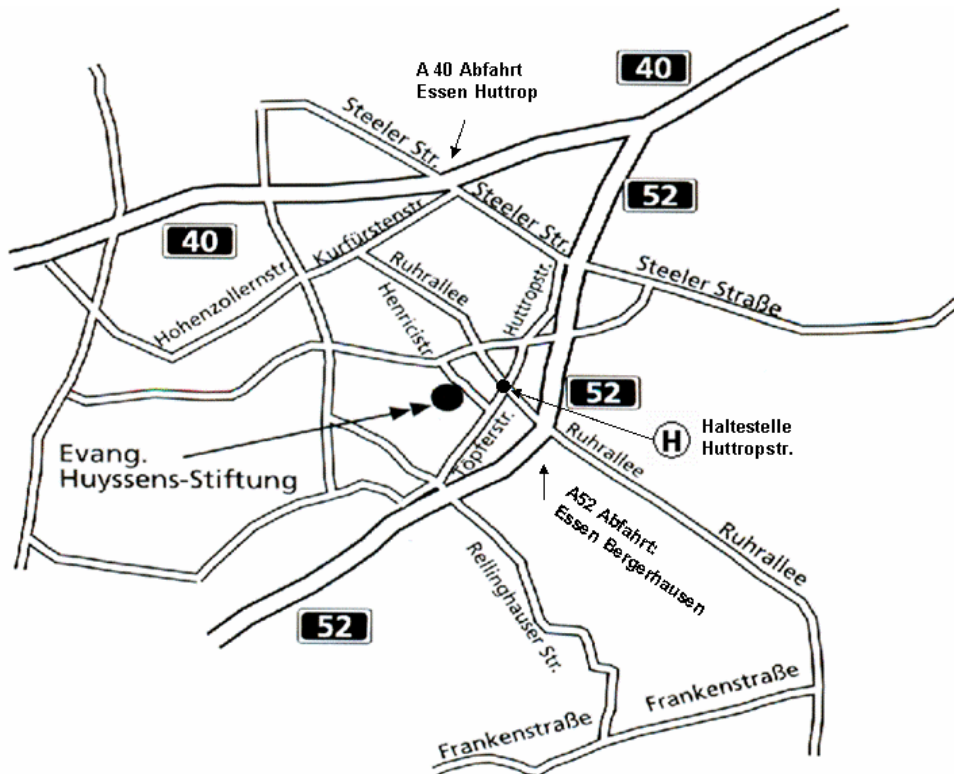 A 40 Abfahrt
Essen Huttrop
40
Steeler Str.
52
40
Kurfürstenstr.
Steeler Str.
Hohenzollernstr.
Ruhrallee
Huttropstr.
Steeler Straße
Henricistr.
52
Haltestelle
Huttropstr.
H
Evang.
Huyssens-Stiftung
Töpferstr.
Ruhrallee
A52 Abfahrt:
Essen Bergerhausen
Ruhrallee
Rellinghauser Str.
52
Frankenstraße
Frankenstraße